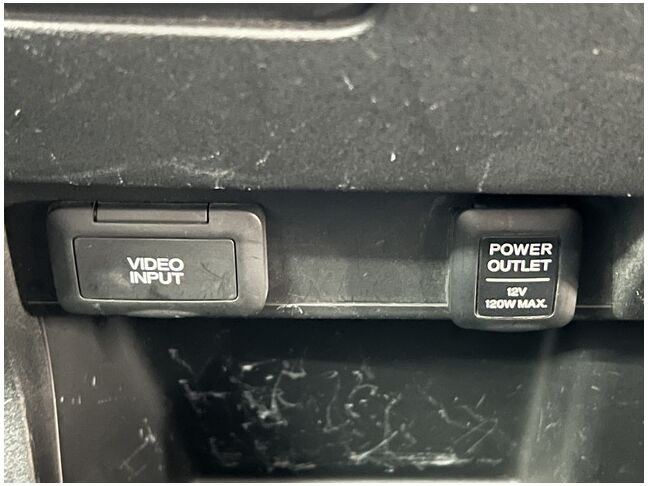 VIDEO
INPUT
POWER
OUTLET
12V
120W MAX.